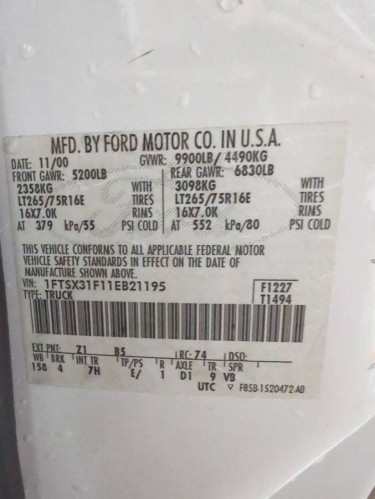 MFD. BY FORD MOTOR CO. IN U.S.A.
DATE: 11/00 GVWR: 9900LB/ 4490KG
FRONT GAWR: 5200LB REAR GAWR: 6830LB
2358KG WITH 3098KG WITH
LT265/75R16E TIRES LT265/75R16E TIRES
16X7.0K RIMS 16X7.0K RIMS
AT 379 kPa/55 PSI COLD AT 552 kPa/80 PSI COLD
THIS VEHICLE CONFORMS TO ALL APPLICABLE FEDERAL MOTOR
VEHICLE SAFETY STANDARDS IN EFFECT ON THE DATE OF
MANUFACTURE SHOWN ABOVE.
VIN: 1FTSX31F11EB21195 F1227
TYPE: TRUCK T1494
EXT PNT: Z1 B5 RC: 74 DSO:
WB BRK INT TR TP/PS R AXLE TR SPR
158 4 7H E/ 1 D1 9 VB
UTC ▽ F85B-1520472-AB